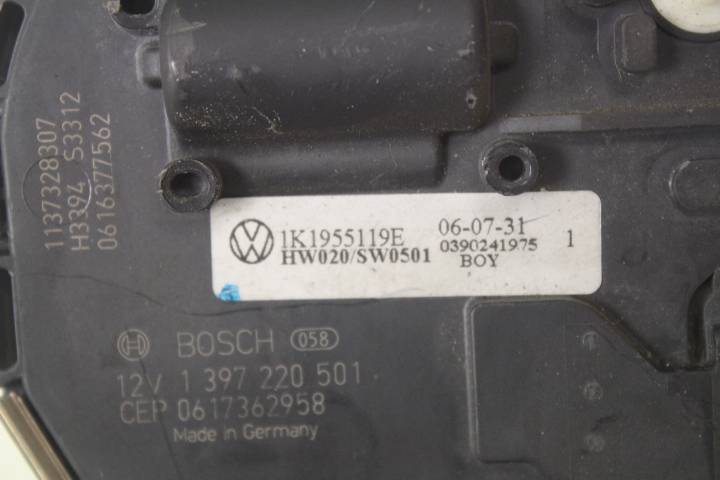 1137328307
H3394 S3312
0616377562
1K1955119E 06-07-31
HW020/SW0501 0390241975 1
BOY
BOSCH 058
12V 1 397 220 501
CEP 0617362958
Made in Germany